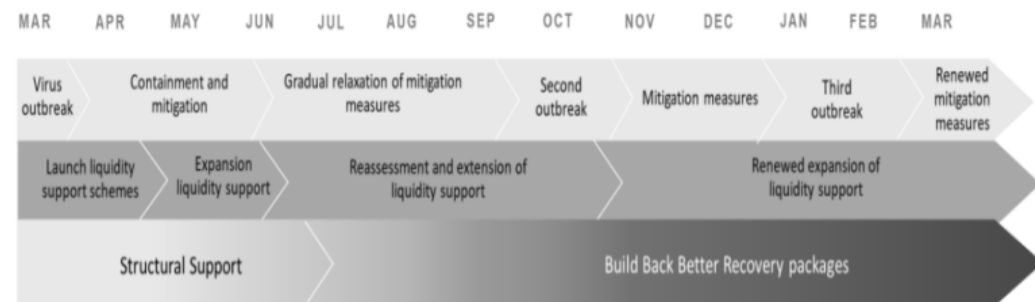 MAR APR MAY JUN JUL AUG SEP OCT NOV DEC JAN FEB MAR
Virus
outbreak
Containment and
mitigation
Gradual relaxation of mitigation
measures
Second
outbreak
Mitigation measures
Third
outbreak
Renewed
mitigation
measures
Launch liquidity
support schemes
Expansion
liquidity support
Reassessment and extension of
liquidity support
Renewed expansion of
liquidity support
Structural Support
Build Back Better Recovery packages